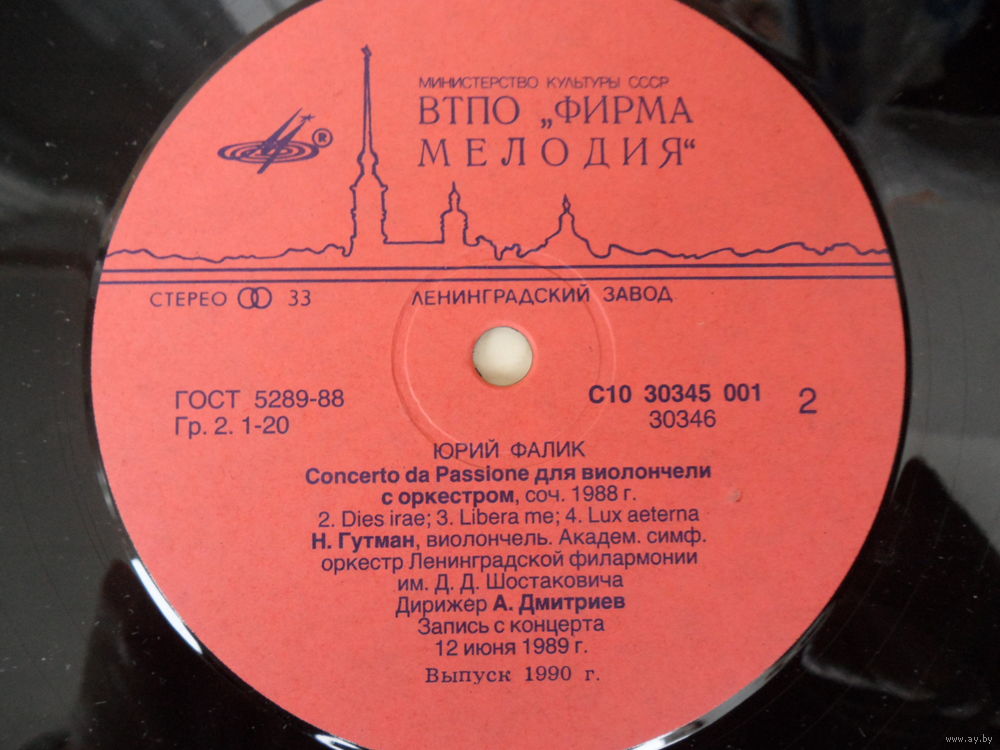 МИНИСТЕРСТВО КУЛЬТУРЫ СССР
ВТПО „ФИРМА
МЕЛОДИЯ“
®
СТЕРЕО 33
ЛЕНИНГРАДСКИЙ ЗАВОД
ГОСТ 5289-88
Гр. 2. 1-20
С10 30345 001
30346
2
ЮРИЙ ФАЛИК
Concerto da Passione для виолончели
с оркестром, соч. 1988 г.
2. Dies irae; 3. Libera me; 4. Lux aeterna
Н. Гутман, виолончель. Академ. симф.
оркестр Ленинградской филармонии
им. Д. Д. Шостаковича
Дирижер А. Дмитриев
Запись с концерта
12 июня 1989 г.
Выпуск 1990 г.
www.ay.by